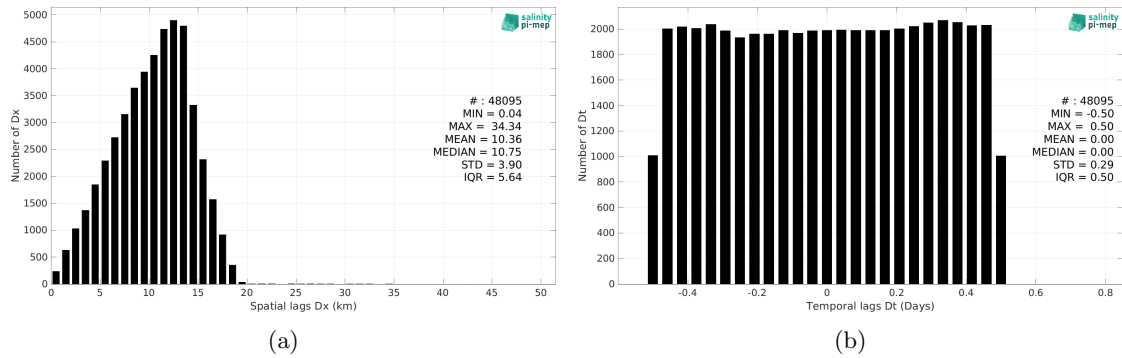 5000
4500
4000
3500
3000
2500
2000
1500
1000
500
0
Number of Dx
salinity
pi-mep
# : 48095
MIN = 0.04
MAX = 34.34
MEAN = 10.36
MEDIAN = 10.75
STD = 3.90
IQR = 5.64
0 5 10 15 20 25 30 35 40 45 50
Spatial lags Dx (km)
(a)
2000
1800
1600
1400
1200
1000
800
600
400
200
0
Number of Dt
salinity
pi-mep
# : 48095
MIN = -0.50
MAX = 0.50
MEAN = 0.00
MEDIAN = 0.00
STD = 0.29
IQR = 0.50
-0.4 -0.2 0 0.2 0.4 0.6 0.8
Temporal lags Dt (Days)
(b)